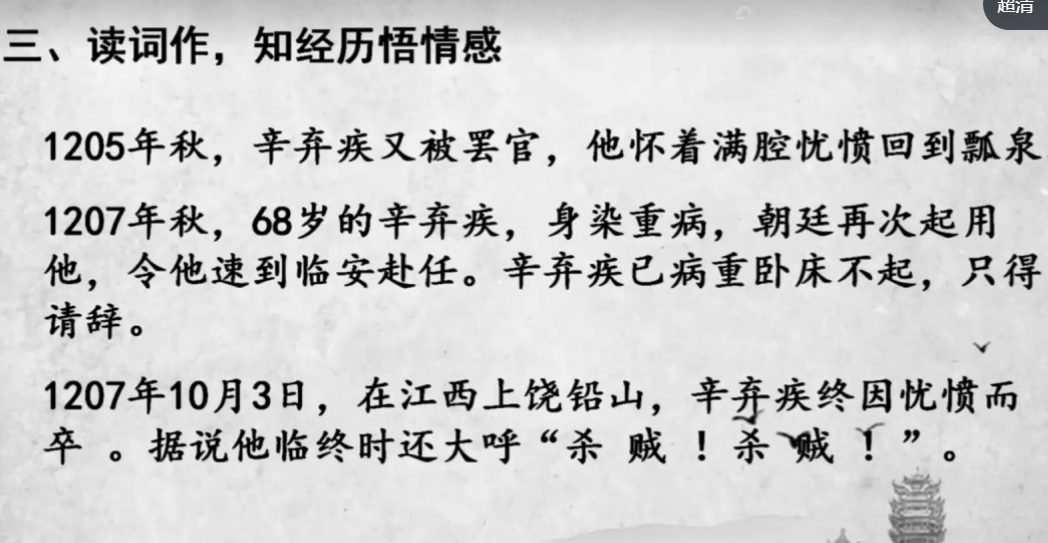 超清
三、读词作，知经历悟情感
1205年秋，辛弃疾又被罢官，他怀着满腔忧愤回到瓢泉
1207年秋，68岁的辛弃疾，身染重病，朝廷再次起用
他，令他速到临安赴任。辛弃疾已病重卧床不起，只得
请辞。
1207年10月3日，在江西上饶铅山，辛弃疾终因忧愤而
卒 。据说他临终时还大呼“杀 贼 ！杀 贼 ！”。